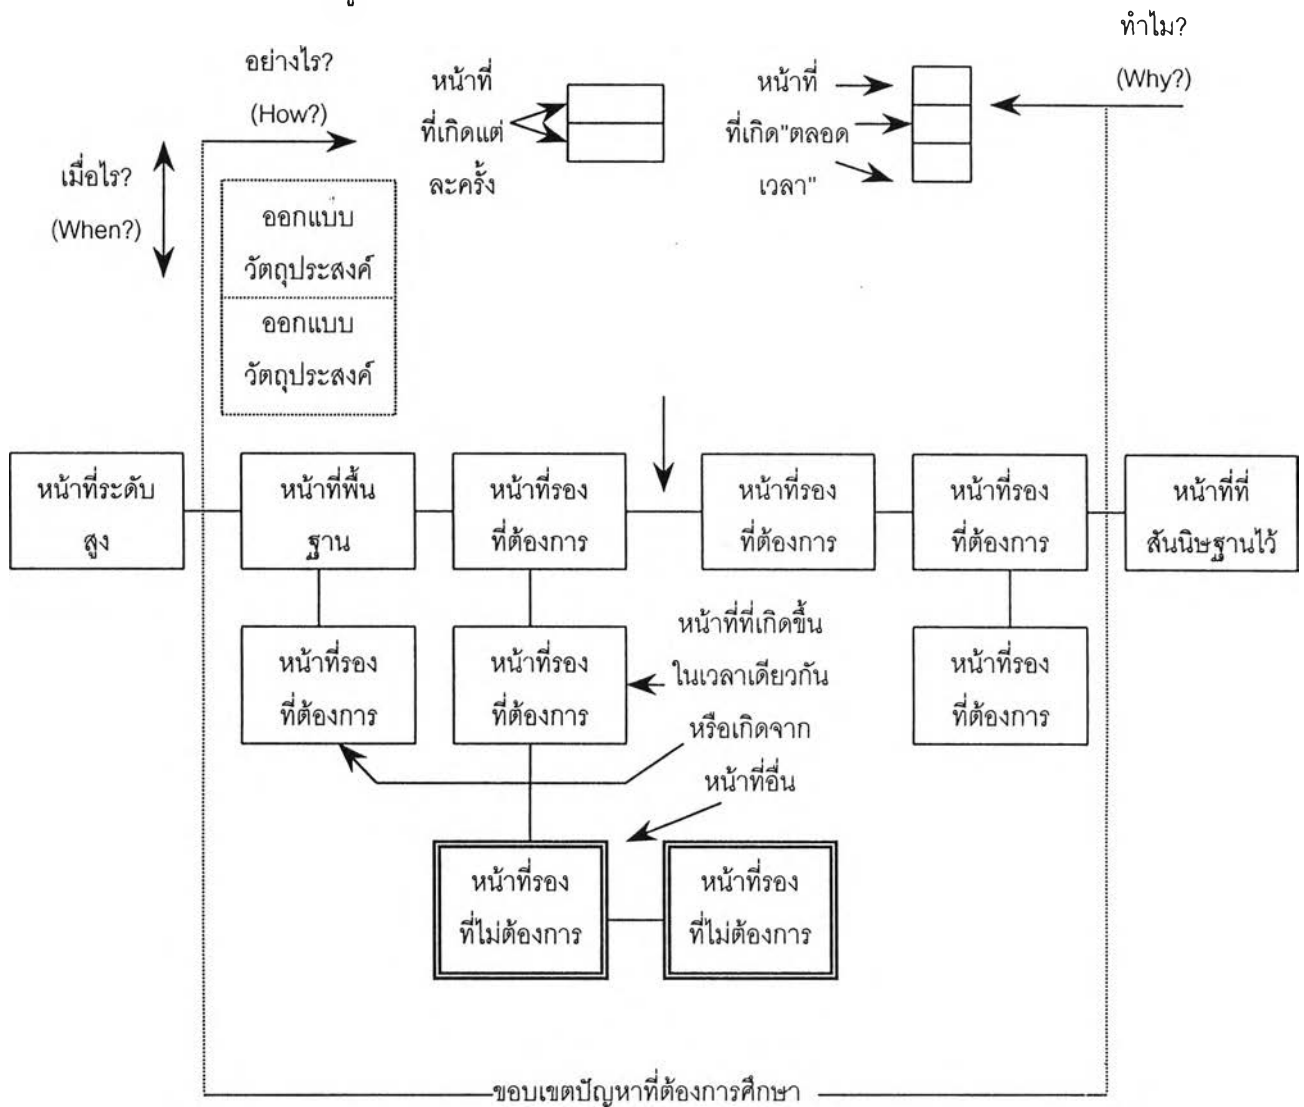 ทำไม?
(Why?)
อย่างไร?
(How?)
หน้าที่
ที่เกิดแต่
ละครั้ง
หน้าที่
ที่เกิด"ตลอด
เวลา"
เมื่อไร?
(When?)
ออกแบบ
วัตถุประสงค์
ออกแบบ
วัตถุประสงค์
หน้าที่ระดับ
สูง
หน้าที่พื้น
ฐาน
หน้าที่รอง
ที่ต้องการ
หน้าที่รอง
ที่ต้องการ
หน้าที่รอง
ที่ต้องการ
หน้าที่ที่
สันนิษฐานไว้
หน้าที่รอง
ที่ต้องการ
หน้าที่รอง
ที่ต้องการ
หน้าที่ที่เกิดขึ้น
ในเวลาเดียวกัน
หรือเกิดจาก
หน้าที่อื่น
หน้าที่รอง
ที่ต้องการ
หน้าที่รอง
ที่ไม่ต้องการ
หน้าที่รอง
ที่ไม่ต้องการ
ขอบเขตปัญหาที่ต้องการศึกษา